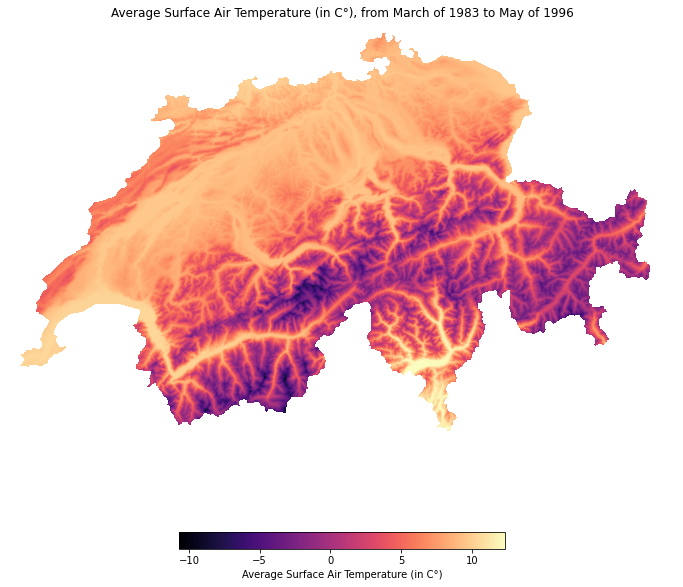 Average Surface Air Temperature (in C°), from March of 1983 to May of 1996
−10 −5 0 5 10
Average Surface Air Temperature (in C°)